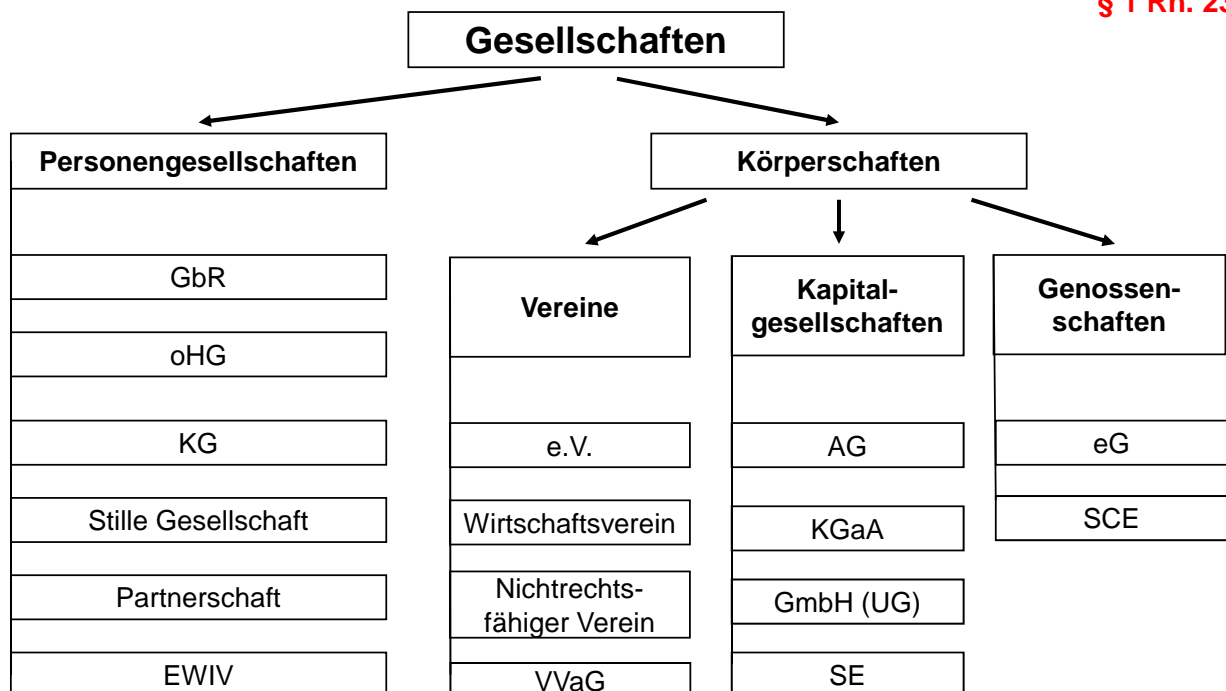 § 1 Rn. 23
Gesellschaften
Personengesellschaften
Körperschaften
GbR
oHG
KG
Stille Gesellschaft
Partnerschaft
EWIV
Vereine
e.V.
Wirtschaftsverein
Nichtrechts-
fähiger Verein
VVaG
Kapital-
gesellschaften
AG
KGaA
GmbH (UG)
SE
Genossen-
schaften
eG
SCE